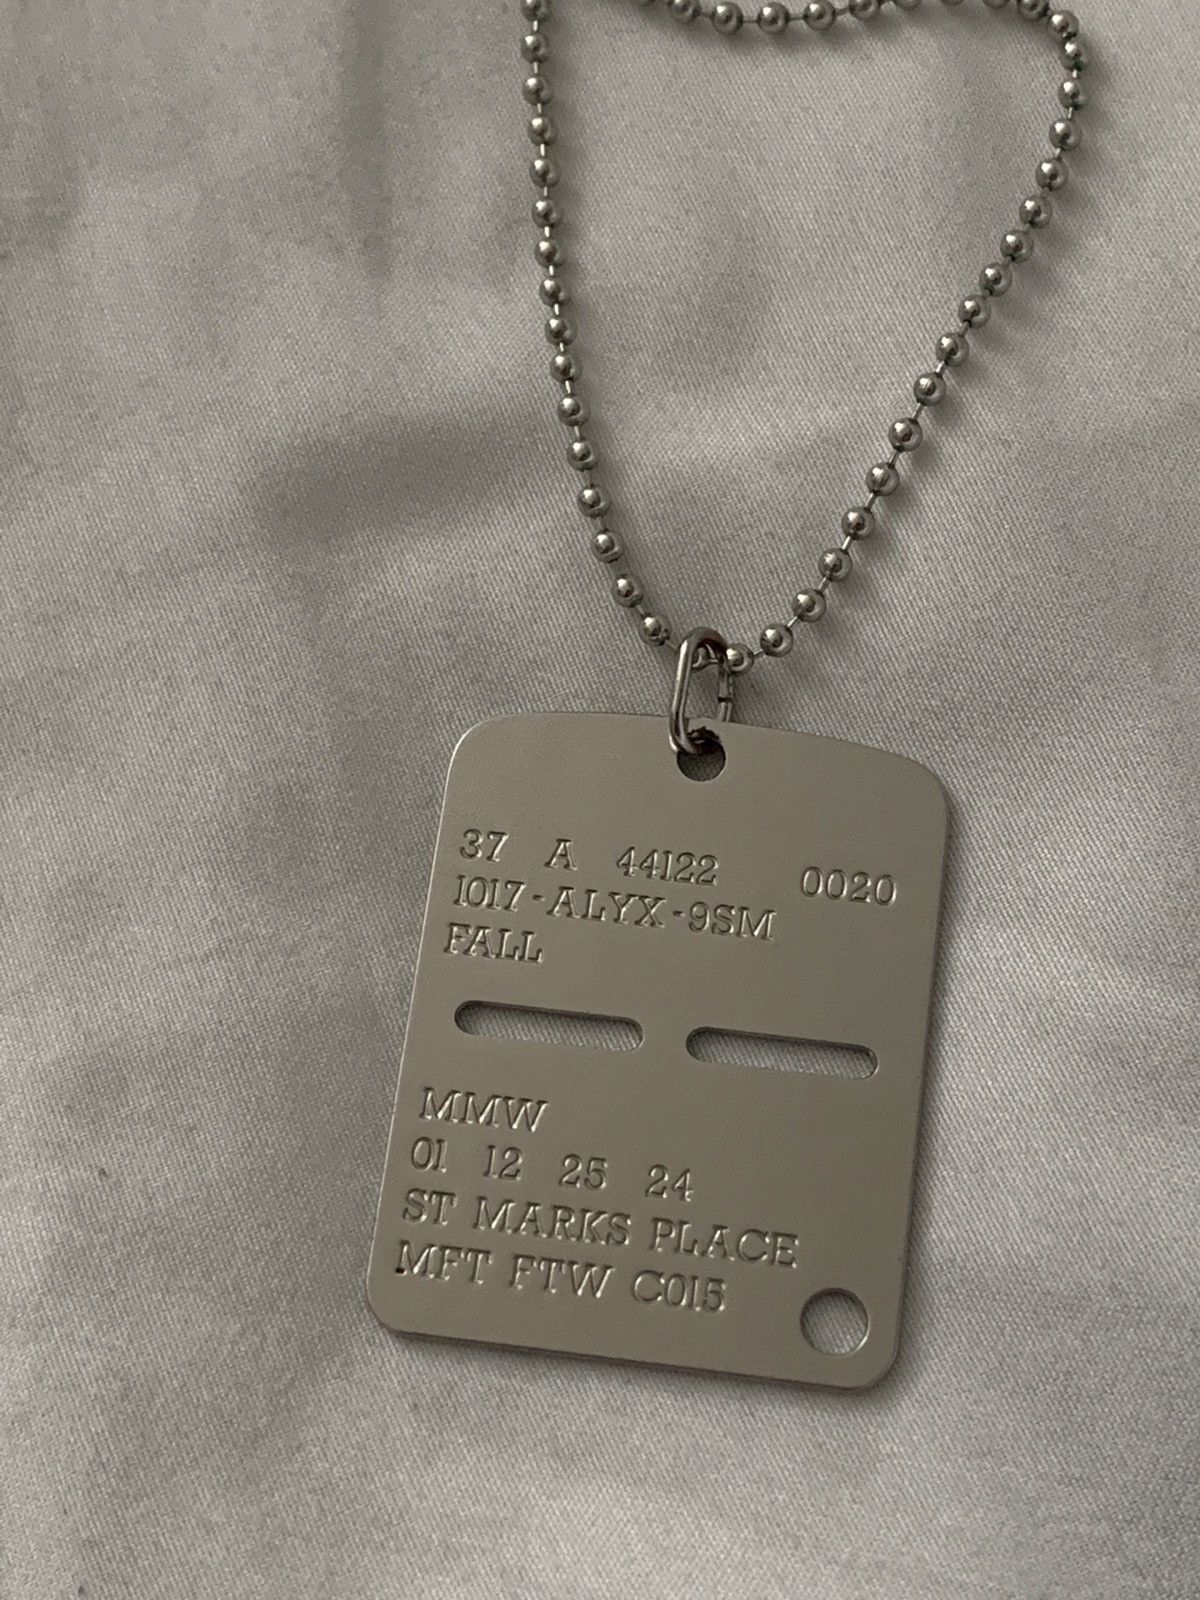 37 A 44122 0020
1017-ALYX-9SM
FALL
MMW
01 12 25 24
ST MARKS PLACE
MFT FTW C015